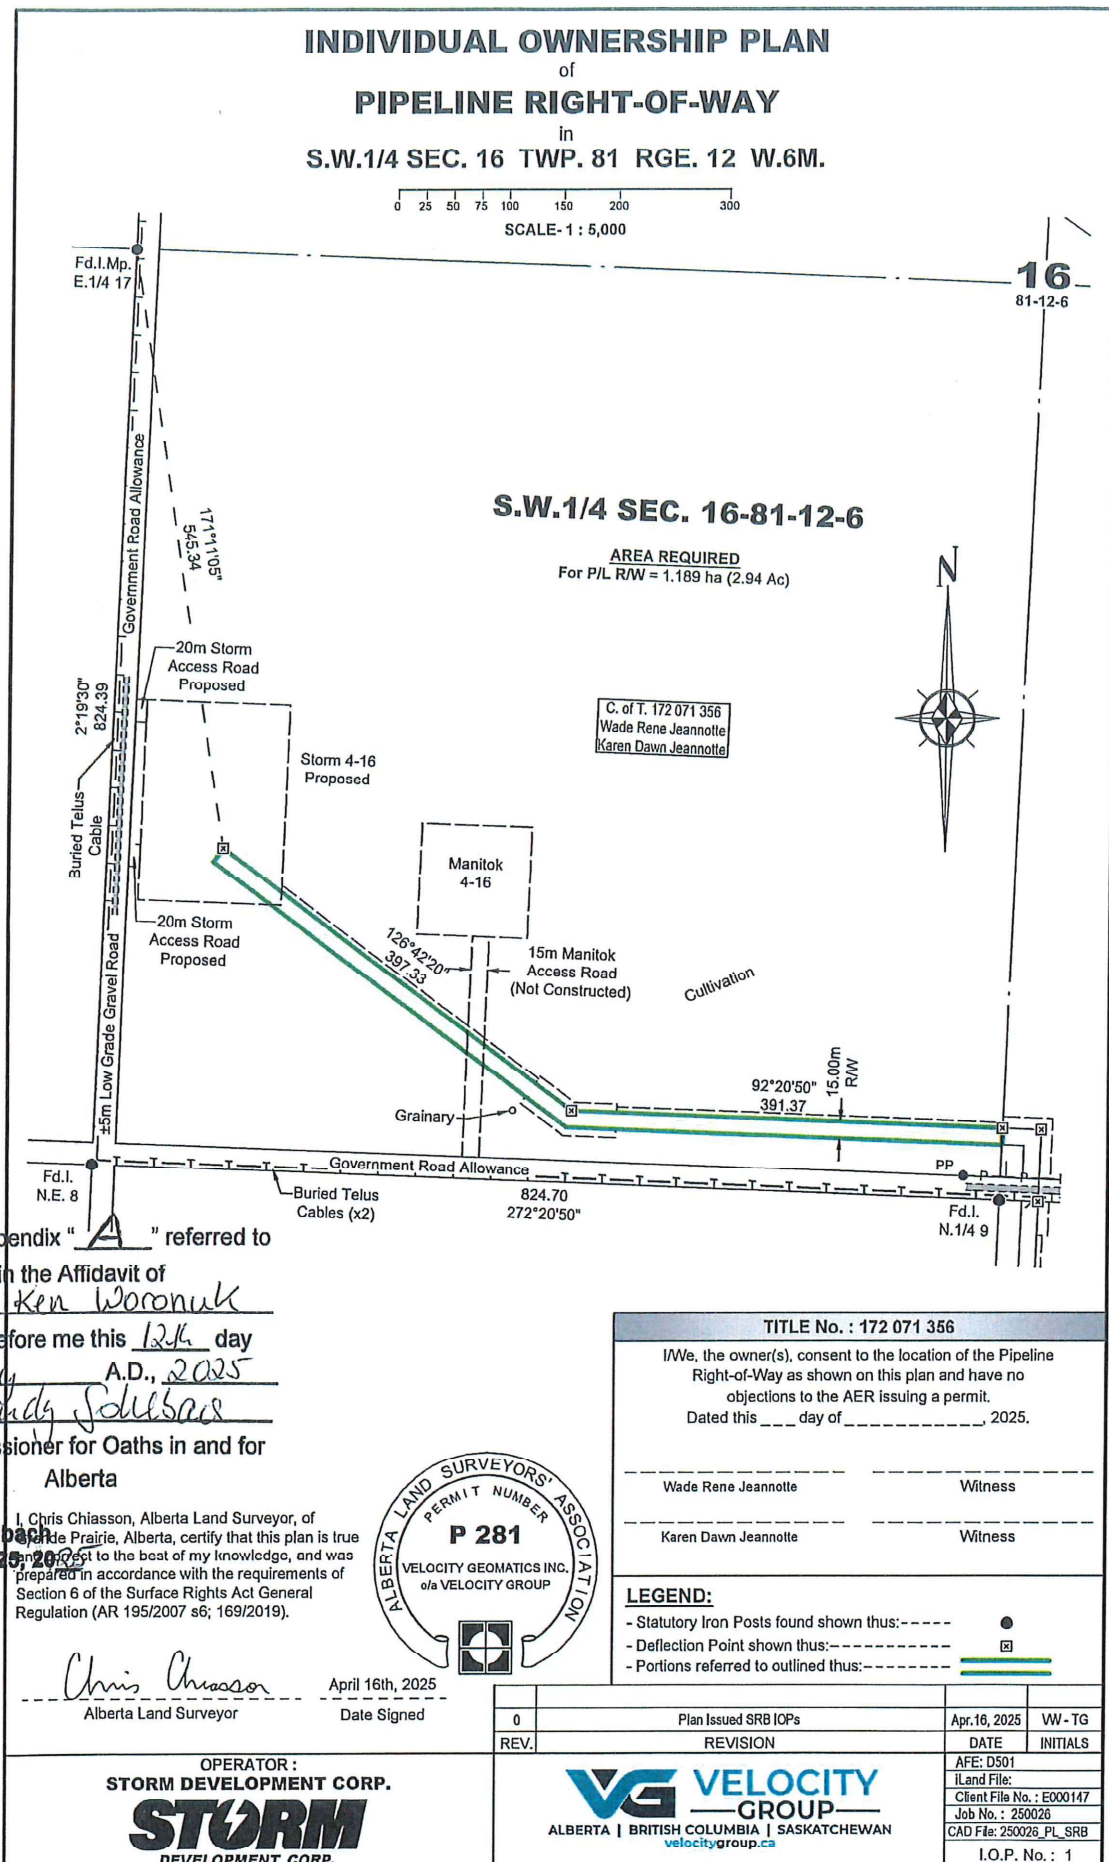 INDIVIDUAL OWNERSHIP PLAN
of
PIPELINE RIGHT-OF-WAY
in
S.W.1/4 SEC. 16 TWP. 81 RGE. 12 W.6M.
0 25 50 75 100 150 200 300
SCALE- 1 : 5,000
Fd.I.Mp.
E.1/4 17
16
81-12-6
Government Road Allowance
171°11'05"
545.34
S.W.1/4 SEC. 16-81-12-6
AREA REQUIRED
For P/L R/W = 1.189 ha (2.94 Ac)
N
20m Storm
Access Road
Proposed
2°19'30"
824.39
C. of T. 172 071 356
Wade Rene Jeannotte
Karen Dawn Jeannotte
Storm 4-16
Proposed
Buried Telus
Cable
Manitok
4-16
20m Storm
Access Road
Proposed
±5m Low Grade Gravel Road
126°42'20"
397.33
15m Manitok
Access Road
(Not Constructed)
Cultivation
15.00m
R/W
92°20'50"
391.37
Grainary
Government Road Allowance
PP
P
Fd.I.
N.E. 8
Buried Telus
Cables (x2)
824.70
272°20'50"
Fd.I.
N.1/4 9
pendix " A " referred to
in the Affidavit of
Ken Woronuk
efore me this 12th day
A.D., 2025
sioner for Oaths in and for
Alberta
bach
25, 2025
I, Chris Chiasson, Alberta Land Surveyor, of
Grande Prairie, Alberta, certify that this plan is true
and correct to the best of my knowledge, and was
prepared in accordance with the requirements of
Section 6 of the Surface Rights Act General
Regulation (AR 195/2007 s6; 169/2019).
Chris Chiasson
Alberta Land Surveyor
April 16th, 2025
Date Signed
ALBERTA LAND SURVEYORS' ASSOCIATION
PERMIT NUMBER
P 281
VELOCITY GEOMATICS INC.
o/a VELOCITY GROUP
TITLE No. : 172 071 356
I/We, the owner(s), consent to the location of the Pipeline
Right-of-Way as shown on this plan and have no
objections to the AER issuing a permit.
Dated this ___ day of ____________, 2025.
Wade Rene Jeannotte Witness
Karen Dawn Jeannotte Witness
LEGEND:
- Statutory Iron Posts found shown thus:-----
- Deflection Point shown thus:------------
- Portions referred to outlined thus:--------
0 Plan Issued SRB IOPs Apr.16, 2025 VW - TG
REV. REVISION DATE INITIALS
OPERATOR :
STORM DEVELOPMENT CORP.
STORM
DEVELOPMENT CORP.
VG VELOCITY
GROUP
ALBERTA | BRITISH COLUMBIA | SASKATCHEWAN
velocitygroup.ca
AFE: D501
iLand File:
Client File No. : E000147
Job No. : 250026
CAD File: 250026_PL_SRB
I.O.P. No. : 1